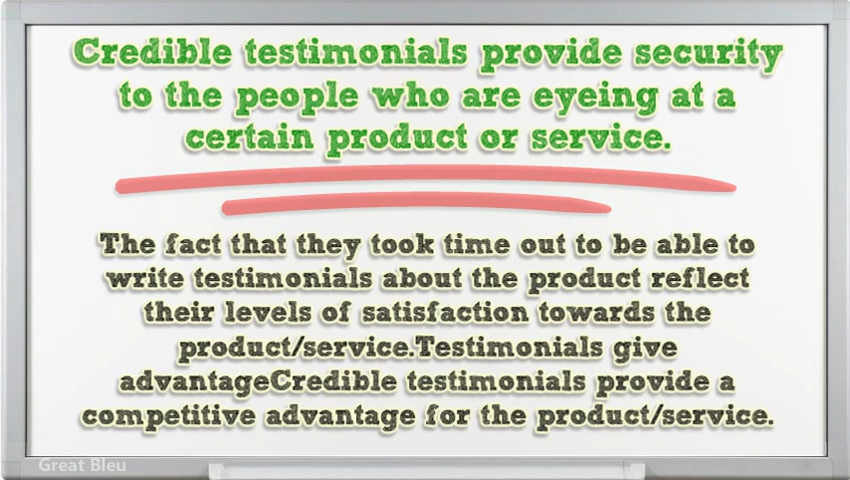 Credible testimonials provide security
to the people who are eyeing at a
certain product or service.
The fact that they took time out to be able to
write testimonials about the product reflect
their levels of satisfaction towards the
product/service.Testimonials give
advantageCredible testimonials provide a
competitive advantage for the product/service.
Great Bleu